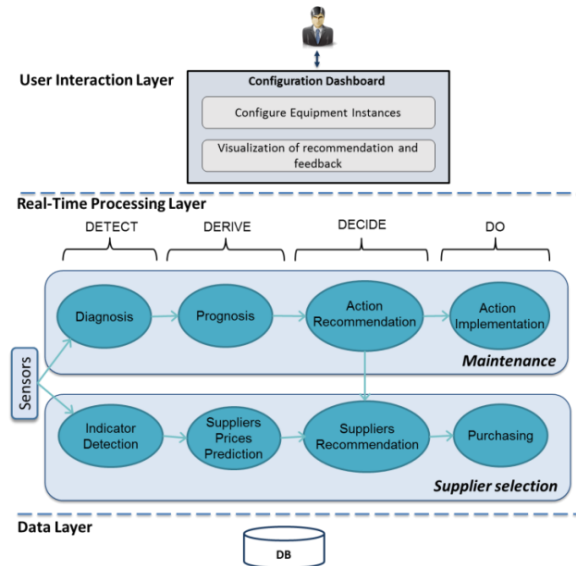 User Interaction Layer
Configuration Dashboard
Configure Equipment Instances
Visualization of recommendation and
feedback
Real-Time Processing Layer
DETECT
DERIVE
DECIDE
DO
Sensors
Diagnosis
Prognosis
Action
Recommendation
Action
Implementation
Maintenance
Indicator
Detection
Suppliers
Prices
Prediction
Suppliers
Recommendation
Purchasing
Supplier selection
Data Layer
DB